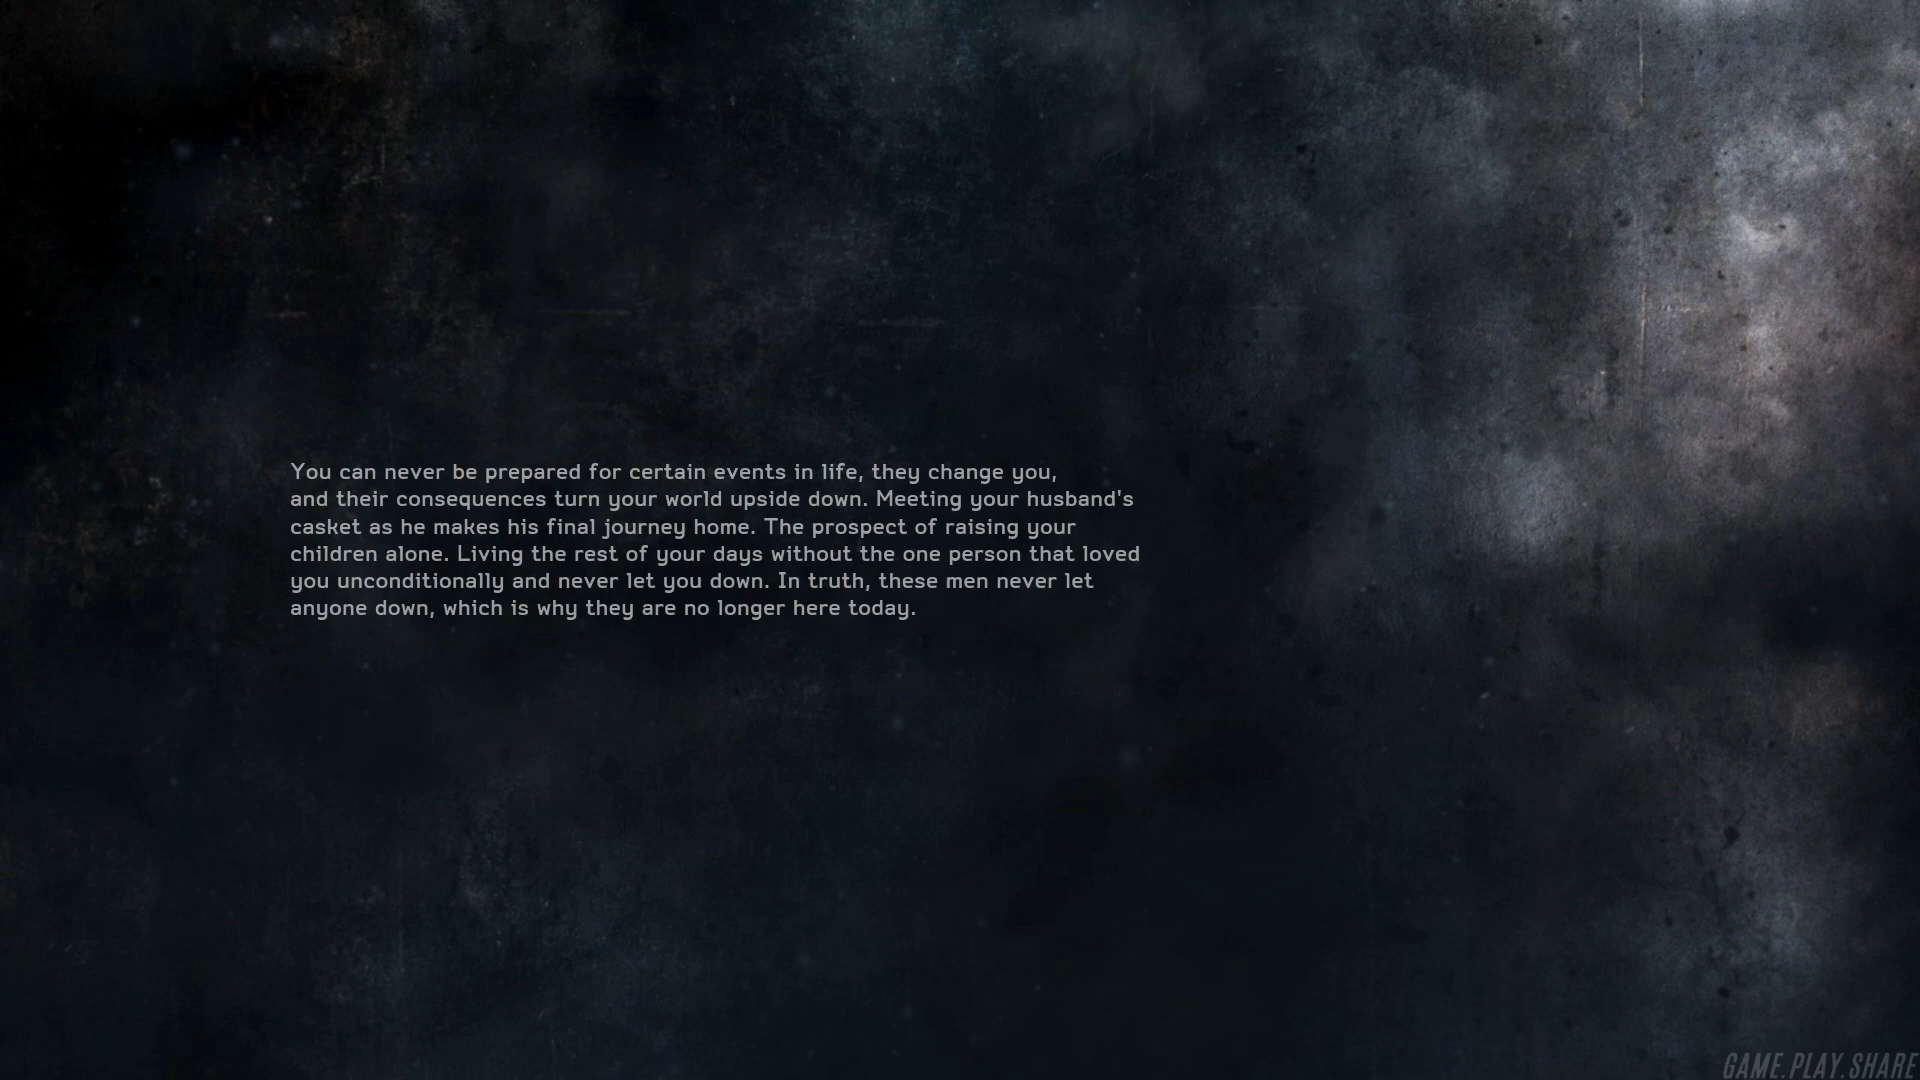 You can never be prepared for certain events in life, they change you,
and their consequences turn your world upside down. Meeting your husband's
casket as he makes his final journey home. The prospect of raising your
children alone. Living the rest of your days without the one person that loved
you unconditionally and never let you down. In truth, these men never let
anyone down, which is why they are no longer here today.
GAME.PLAY.SHARE